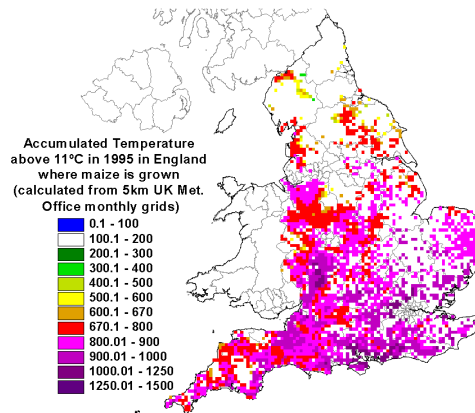 Accumulated Temperature
above 11°C in 1995 in England
where maize is grown
(calculated from 5km UK Met.
Office monthly grids)
0.1 - 100
100.1 - 200
200.1 - 300
300.1 - 400
400.1 - 500
500.1 - 600
600.1 - 670
670.1 - 800
800.01 - 900
900.01 - 1000
1000.01 - 1250
1250.01 - 1500